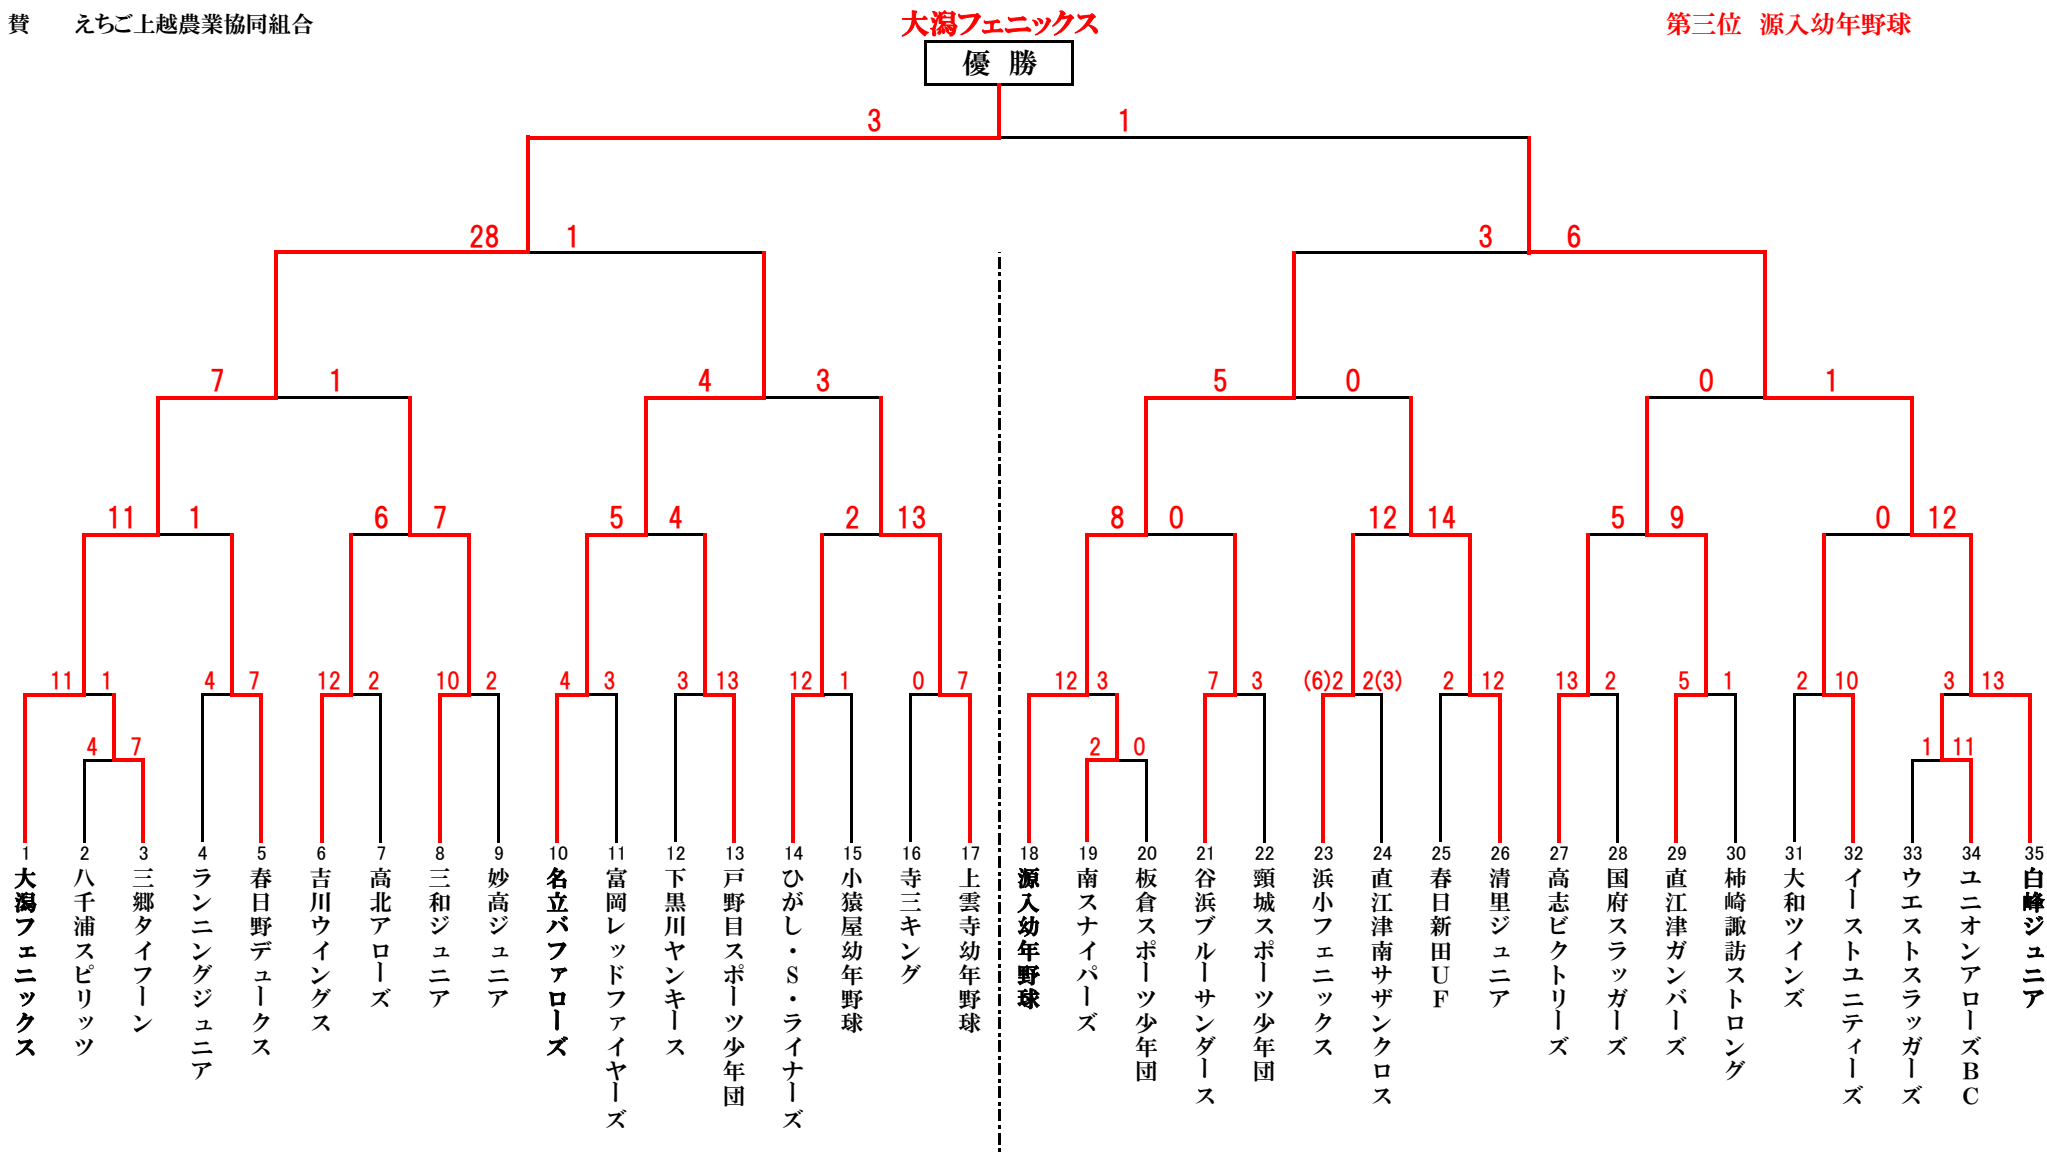 賛 えちご上越農業協同組合
大潟フェニックス
第三位 源入幼年野球
優 勝
3 1
28 1 3 6
7 1 4 3 5 0 0 1
11 1 6 7 5 4 2 13 8 0 12 14 5 9 0 12
11 1 4 7 12 2 10 2 4 3 3 13 12 1 0 7 12 3 7 3 (6)2 2(3) 2 12 13 2 5 1 2 10 3 13
4 7 2 0 1 11
1 大潟フェニックス
2 八千浦スピリッツ
3 三郷タイフーン
4 ランニングジュニア
5 春日野デュークス
6 吉川ウイングス
7 高北アローズ
8 三和ジュニア
9 妙高ジュニア
10 名立バファローズ
11 富岡レッドファイヤーズ
12 下黒川ヤンキース
13 戸野目スポーツ少年団
14 ひがし・S・ライナーズ
15 小猿屋幼年野球
16 寺三キング
17 上雲寺幼年野球
18 源入幼年野球
19 南スナイパーズ
20 板倉スポーツ少年団
21 谷浜ブルーサンダース
22 頸城スポーツ少年団
23 浜小フェニックス
24 直江津南サザンクロス
25 春日新田UF
26 清里ジュニア
27 高志ビクトリーズ
28 国府スラッガーズ
29 直江津ガンバーズ
30 柿崎諏訪ストロング
31 大和ツインズ
32 イーストユニティーズ
33 ウエストスラッガーズ
34 ユニオンアローズBC
35 白峰ジュニア